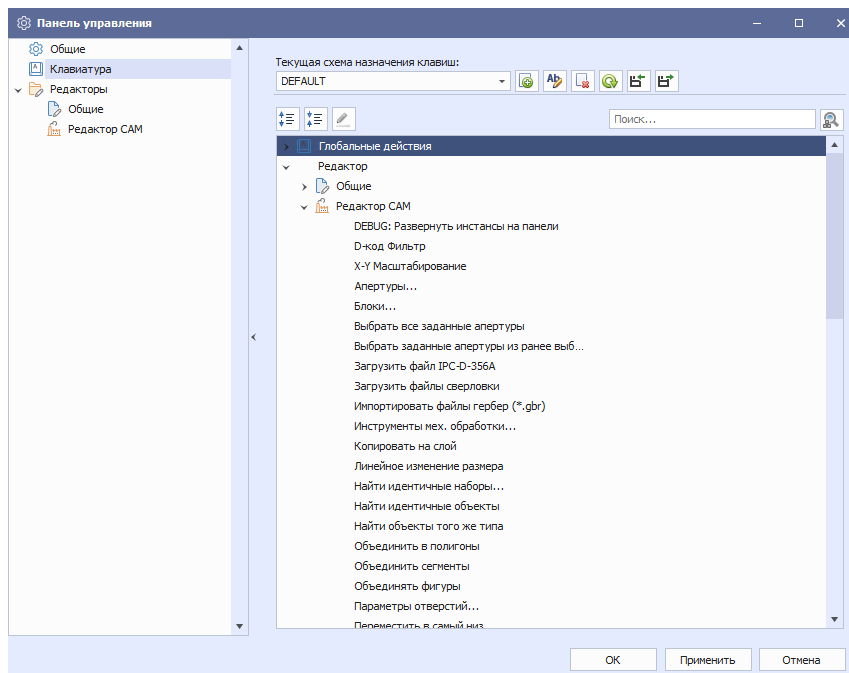 Панель управления
Общие
Клавиатура
Редакторы
Общие
Редактор CAM
Текущая схема назначения клавиш:
DEFAULT
Поиск...
Глобальные действия
Редактор
Общие
Редактор CAM
DEBUG: Развернуть инстансы на панели
D-код Фильтр
X-Y Масштабирование
Апертуры...
Блоки...
Выбрать все заданные апертуры
Выбрать заданные апертуры из ранее выб...
Загрузить файл IPC-D-356A
Загрузить файлы сверловки
Импортировать файлы гербер (*.gbr)
Инструменты мех. обработки...
Копировать на слой
Линейное изменение размера
Найти идентичные наборы...
Найти идентичные объекты
Найти объекты того же типа
Объединить в полигоны
Объединить сегменты
Объединять фигуры
Параметры отверстий...
Переместить в самый низ
ОК
Применить
Отмена